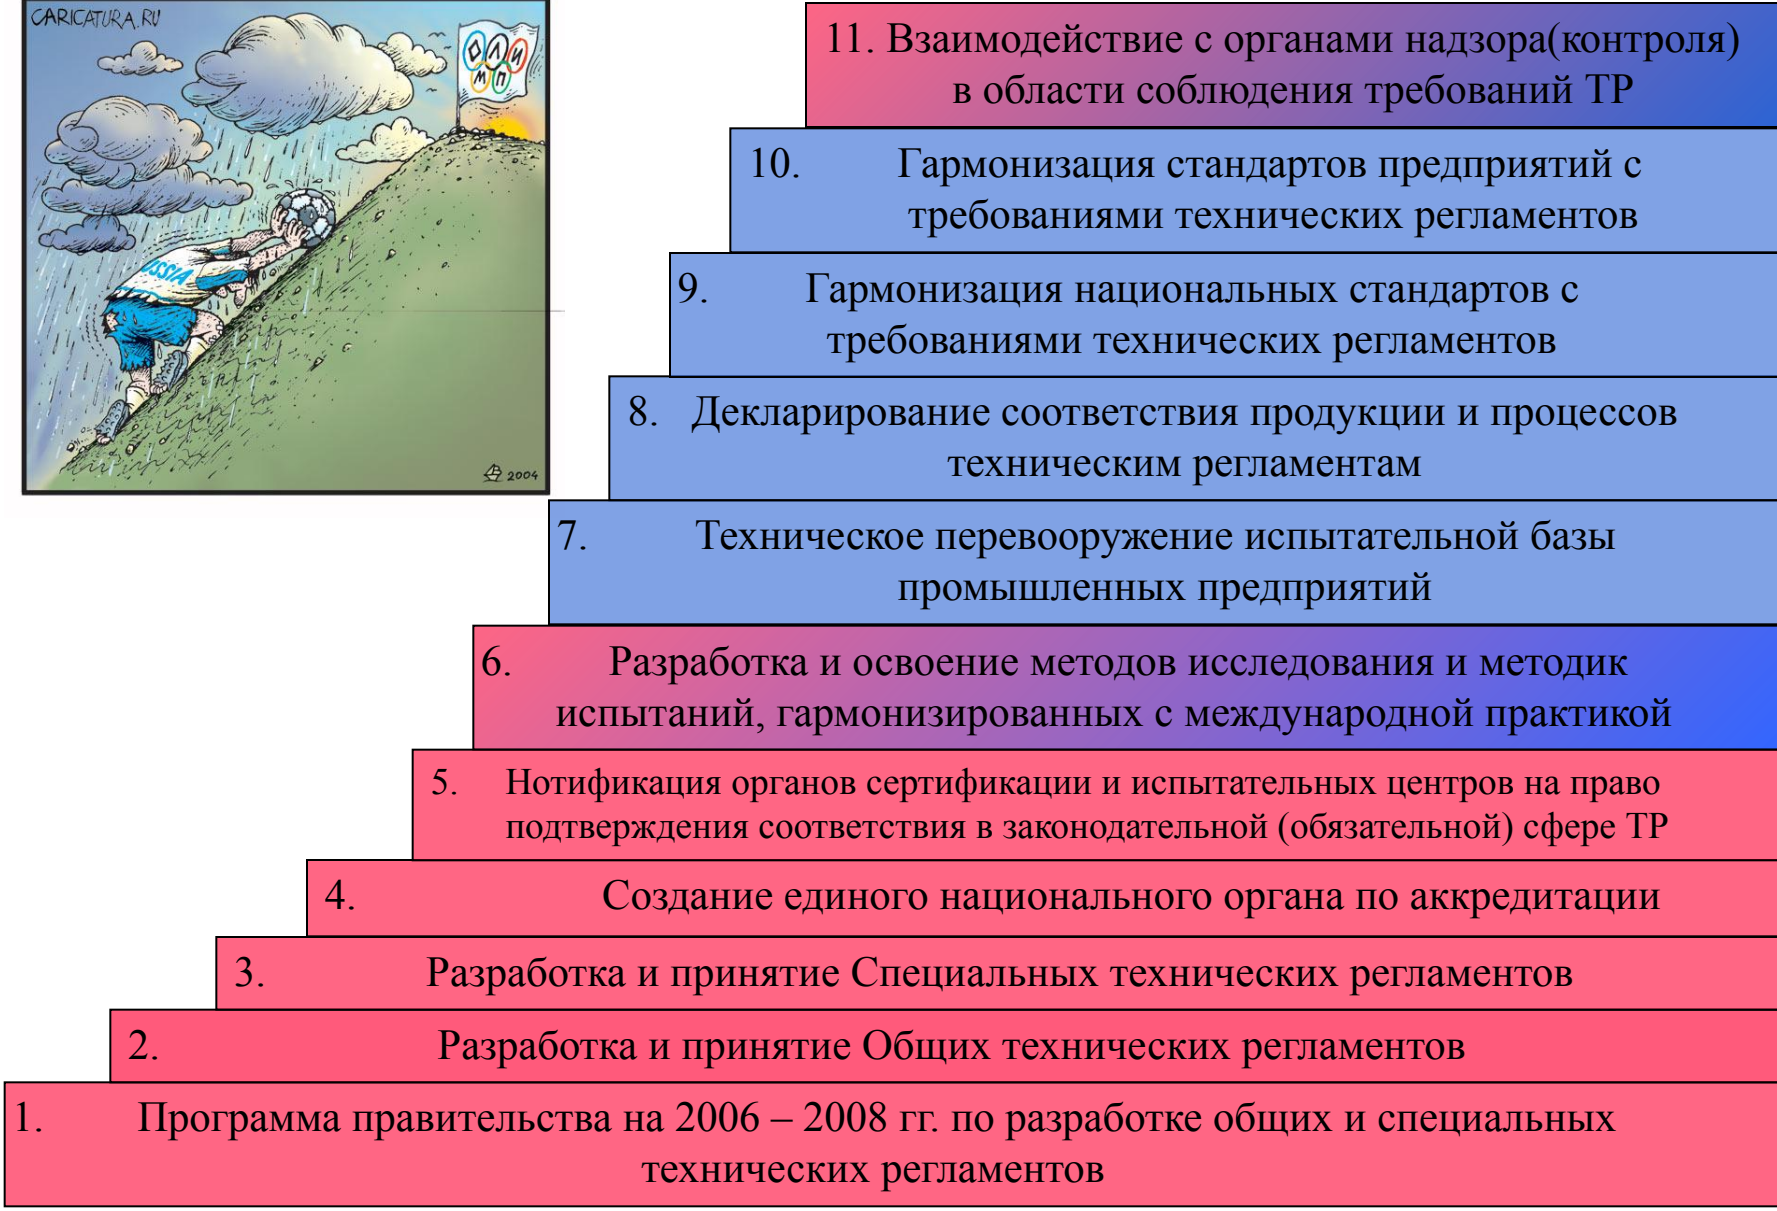 CARICATURA.RU
ОЛИ
МП
RUSSIA
2004
11. Взаимодействие с органами надзора(контроля)
в области соблюдения требований ТР
10. Гармонизация стандартов предприятий с
требованиями технических регламентов
9. Гармонизация национальных стандартов с
требованиями технических регламентов
8. Декларирование соответствия продукции и процессов
техническим регламентам
7. Техническое перевооружение испытательной базы
промышленных предприятий
6. Разработка и освоение методов исследования и методик
испытаний, гармонизированных с международной практикой
5. Нотификация органов сертификации и испытательных центров на право
подтверждения соответствия в законодательной (обязательной) сфере ТР
4. Создание единого национального органа по аккредитации
3. Разработка и принятие Специальных технических регламентов
2. Разработка и принятие Общих технических регламентов
1. Программа правительства на 2006 – 2008 гг. по разработке общих и специальных
технических регламентов